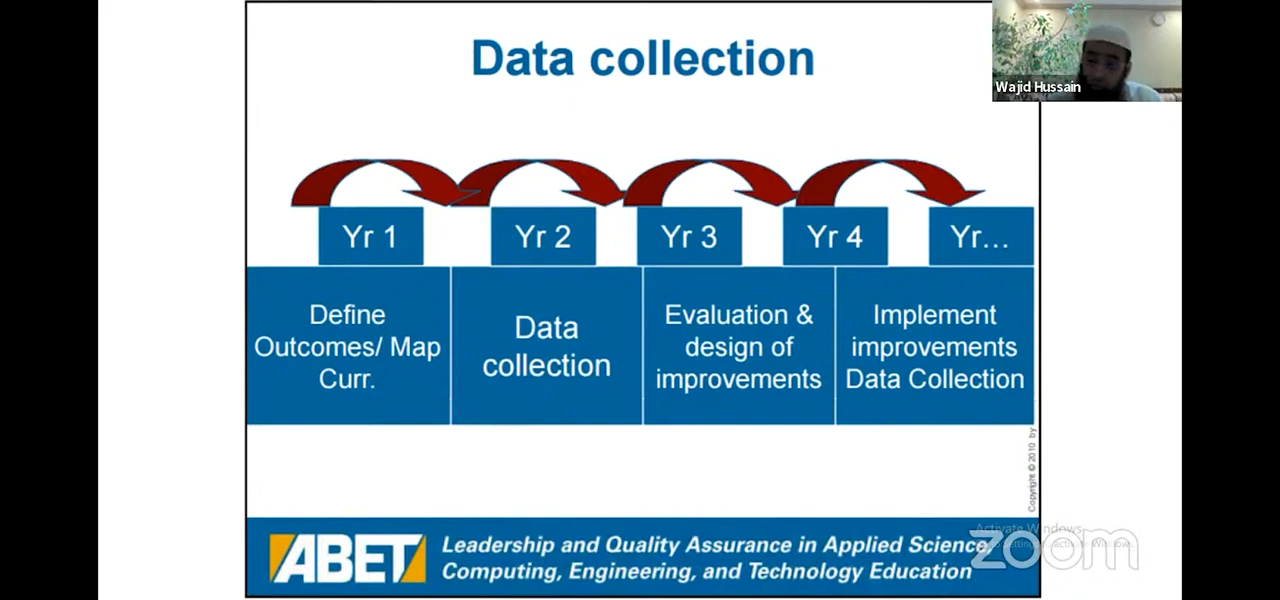 Data collection
Wajid Hussain
Yr 1
Yr 2
Yr 3
Yr 4
Yr...
Define
Outcomes/ Map
Curr.
Data
collection
Evaluation &
design of
improvements
Implement
improvements
Data Collection
Copyright © 2010 by
Activate Windows
zoom
ABET
Leadership and Quality Assurance in Applied Science,
Computing, Engineering, and Technology Education